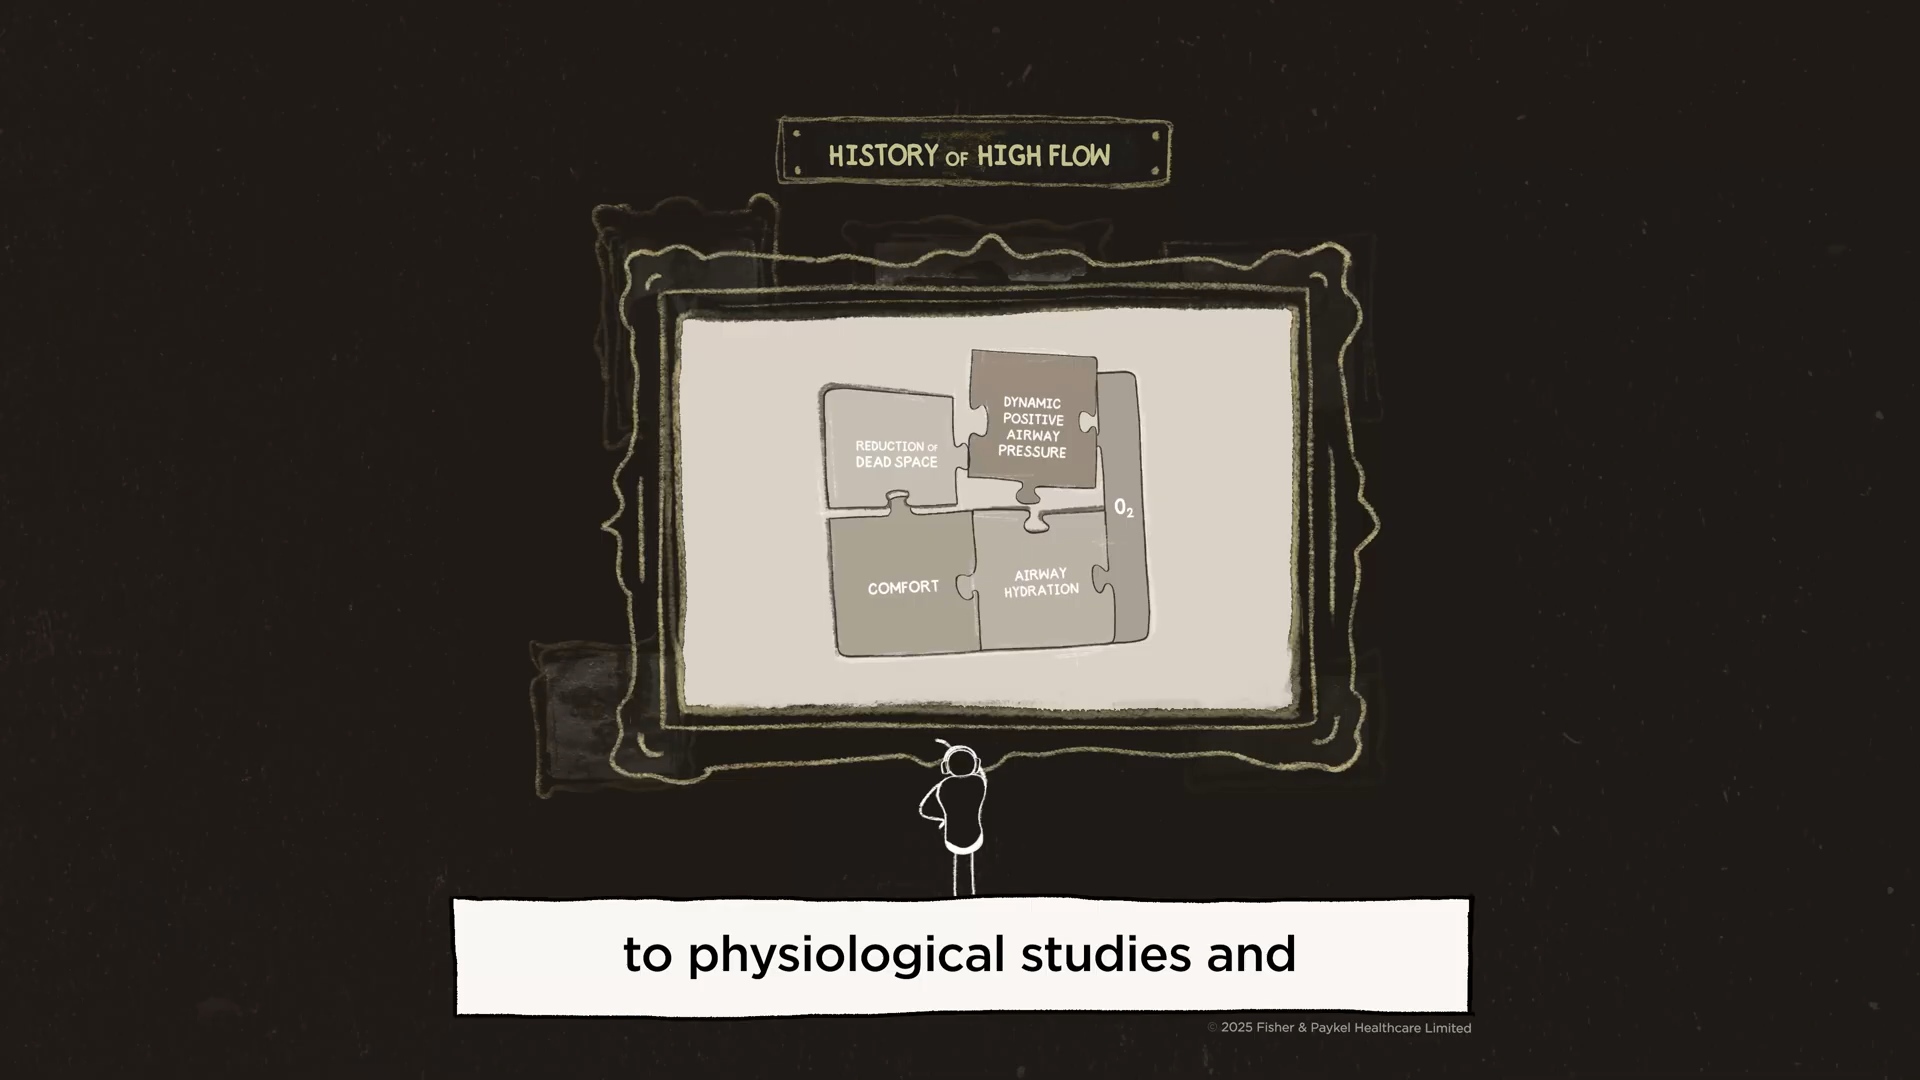 HISTORY OF HIGH FLOW
REDUCTION OF
DEAD SPACE
DYNAMIC
POSITIVE
AIRWAY
PRESSURE
O₂
COMFORT
AIRWAY
HYDRATION
to physiological studies and
© 2025 Fisher & Paykel Healthcare Limited